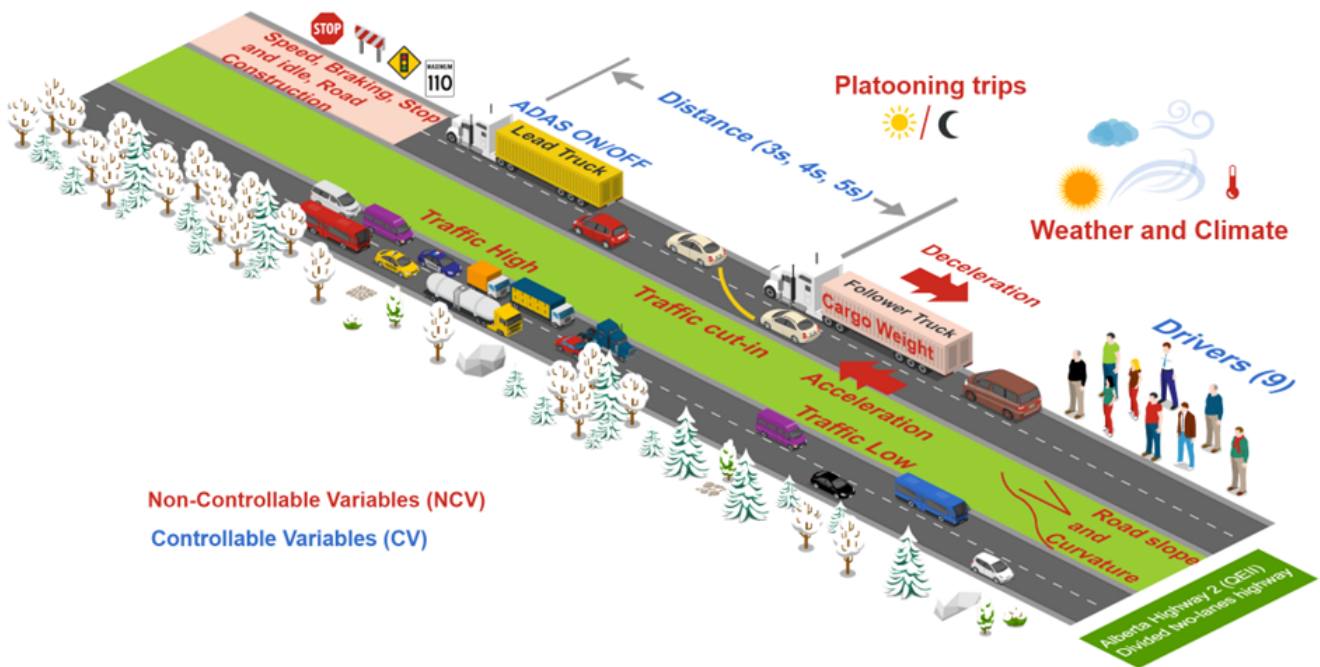 STOP
MAXIMUM
110
Speed, Braking, Stop
and idle, Road
Construction
ADAS ON/OFF
Lead Truck
Distance (3s, 4s, 5s)
Platooning trips
/
Weather and Climate
Traffic High
Traffic cut-in
Follower Truck
Cargo Weight
Deceleration
Acceleration
Traffic Low
Drivers (9)
Road slope
and
Curvature
Non-Controllable Variables (NCV)
Controllable Variables (CV)
Alberta Highway 2 (QEII)
Divided two-lanes highway